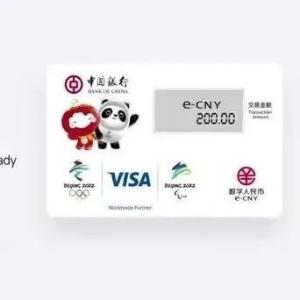 中国银行
BANK OF CHINA
e-CNY
200.00
交易金额
Transaction
Amount
ady
BEIJING 2022
VISA
BEIJING 2022
Worldwide Partner
数字人民币
e-CNY